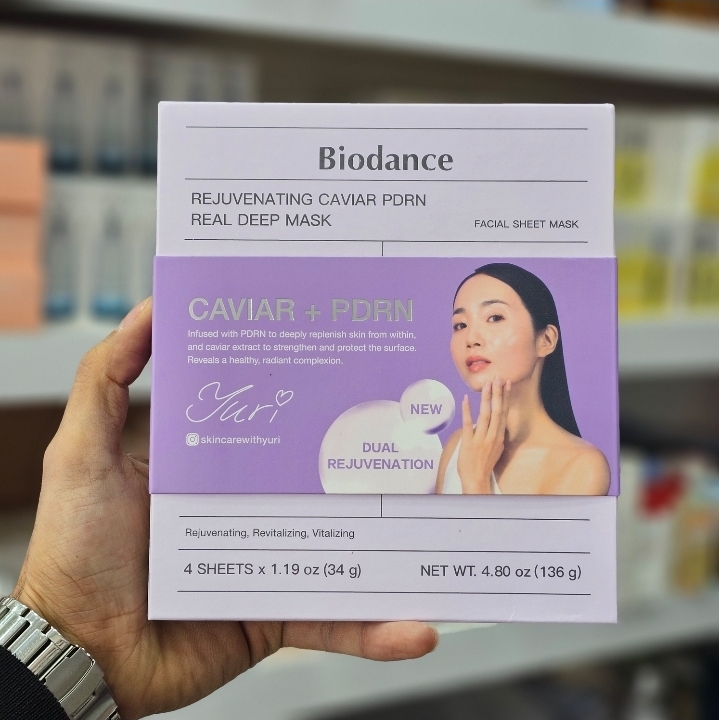 Biodance
REJUVENATING CAVIAR PDRN
REAL DEEP MASK
FACIAL SHEET MASK
CAVIAR + PDRN
Infused with PDRN to deeply replenish skin from within,
and caviar extract to strengthen and protect the surface.
Reveals a healthy, radiant complexion.
Yuri
skincarewithyuri
NEW
DUAL
REJUVENATION
Rejuvenating, Revitalizing, Vitalizing
4 SHEETS x 1.19 oz (34 g)
NET WT. 4.80 oz (136 g)